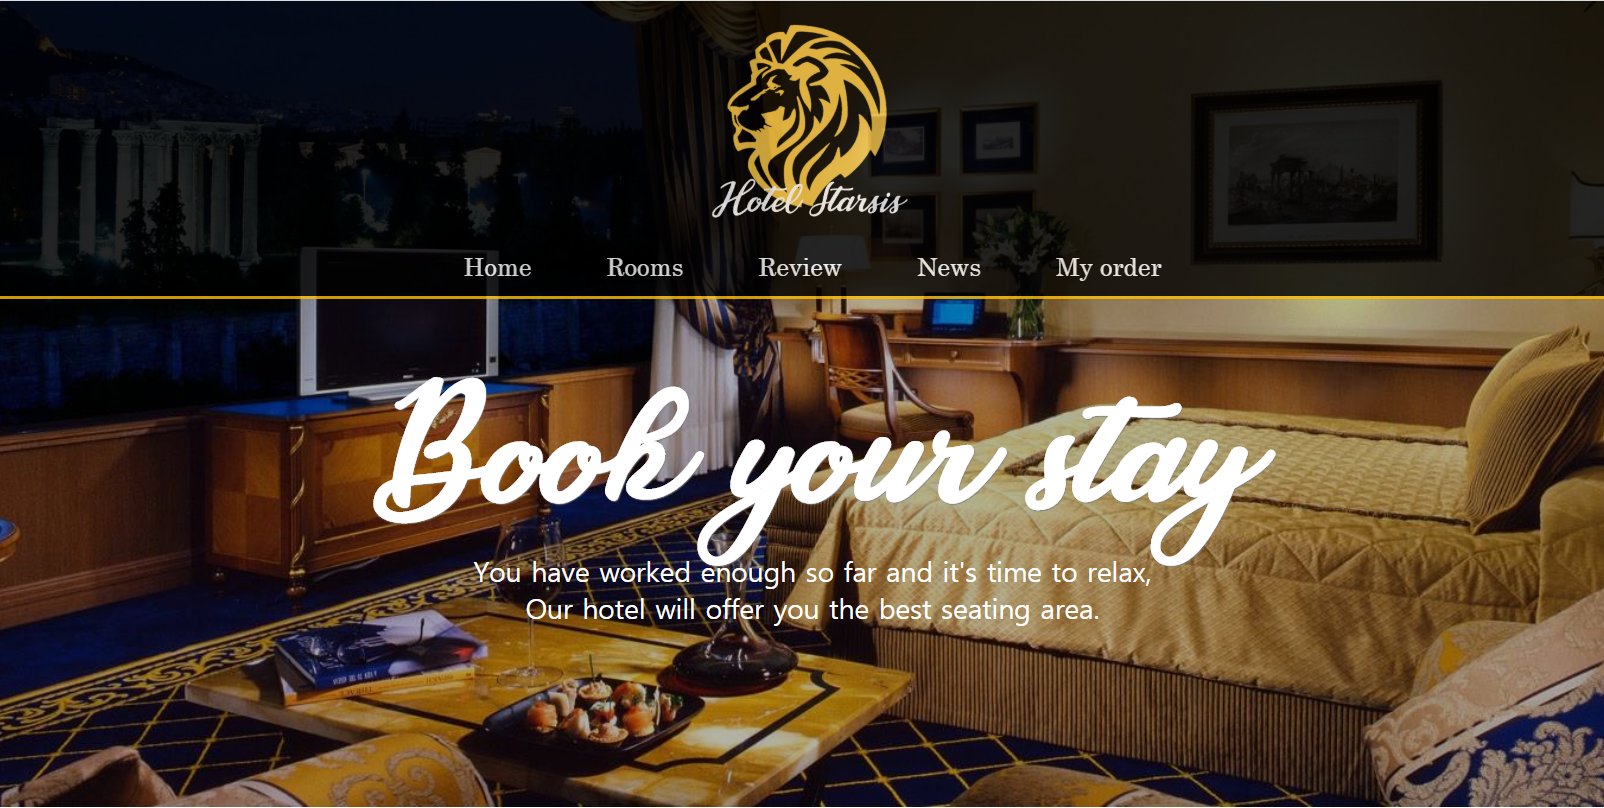 Hotel Starsis
Home Rooms Review News My order
Book your stay
You have worked enough so far and it's time to relax,
Our hotel will offer you the best seating area.